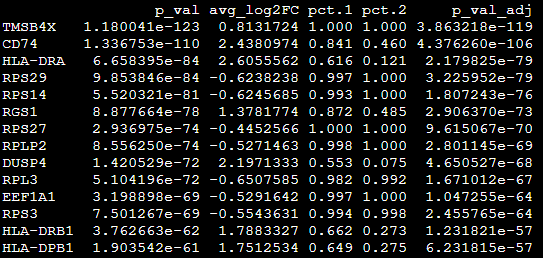 p_val avg_log2FC pct.1 pct.2 p_val_adj
TMSB4X 1.180041e-123 0.8131724 1.000 1.000 3.863218e-119
CD74 1.336753e-110 2.4380974 0.841 0.460 4.376260e-106
HLA-DRA 6.658395e-84 2.6055562 0.616 0.121 2.179825e-79
RPS29 9.853846e-84 -0.6238238 0.997 1.000 3.225952e-79
RPS14 5.520321e-81 -0.6245685 0.993 1.000 1.807243e-76
RGS1 8.877664e-78 1.3781774 0.872 0.485 2.906370e-73
RPS27 2.936975e-74 -0.4452566 1.000 1.000 9.615067e-70
RPLP2 8.556250e-74 -0.5271463 0.998 1.000 2.801145e-69
DUSP4 1.420529e-72 2.1971333 0.553 0.075 4.650527e-68
RPL3 5.104196e-72 -0.6507585 0.982 0.992 1.671012e-67
EEF1A1 3.198898e-69 -0.5291642 0.997 1.000 1.047255e-64
RPS3 7.501267e-69 -0.5543631 0.994 0.998 2.455765e-64
HLA-DRB1 3.762663e-62 1.7883327 0.662 0.273 1.231821e-57
HLA-DPB1 1.903542e-61 1.7512534 0.649 0.275 6.231815e-57